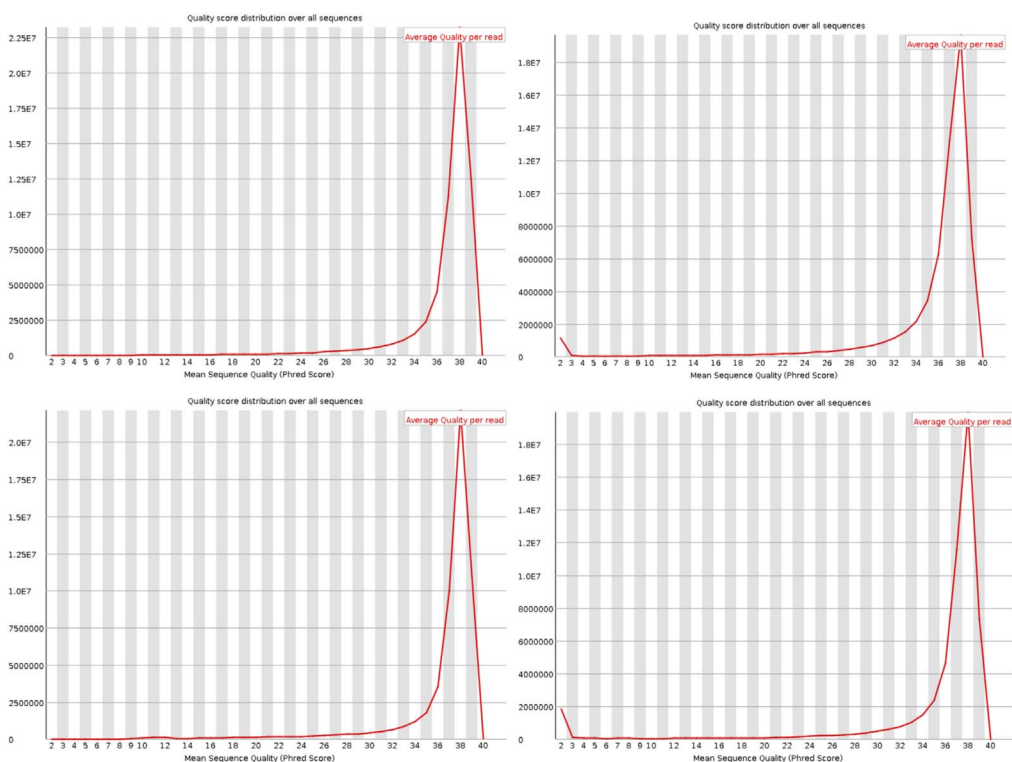 Quality score distribution over all sequences
Average Quality per read
2.25E7
2.0E7
1.75E7
1.5E7
1.25E7
1.0E7
7500000
5000000
2500000
0
2 3 4 5 6 7 8 9 10 12 14 16 18 20 22 24 26 28 30 32 34 36 38 40
Mean Sequence Quality (Phred Score)
Quality score distribution over all sequences
Average Quality per read
1.8E7
1.6E7
1.4E7
1.2E7
1.0E7
8000000
6000000
4000000
2000000
0
2 3 4 5 6 7 8 9 10 12 14 16 18 20 22 24 26 28 30 32 34 36 38 40
Mean Sequence Quality (Phred Score)
Quality score distribution over all sequences
Average Quality per read
2.0E7
1.75E7
1.5E7
1.25E7
1.0E7
7500000
5000000
2500000
0
2 3 4 5 6 7 8 9 10 12 14 16 18 20 22 24 26 28 30 32 34 36 38 40
Mean Sequence Quality (Phred Score)
Quality score distribution over all sequences
Average Quality per read
1.8E7
1.6E7
1.4E7
1.2E7
1.0E7
8000000
6000000
4000000
2000000
0
2 3 4 5 6 7 8 9 10 12 14 16 18 20 22 24 26 28 30 32 34 36 38 40
Mean Sequence Quality (Phred Score)